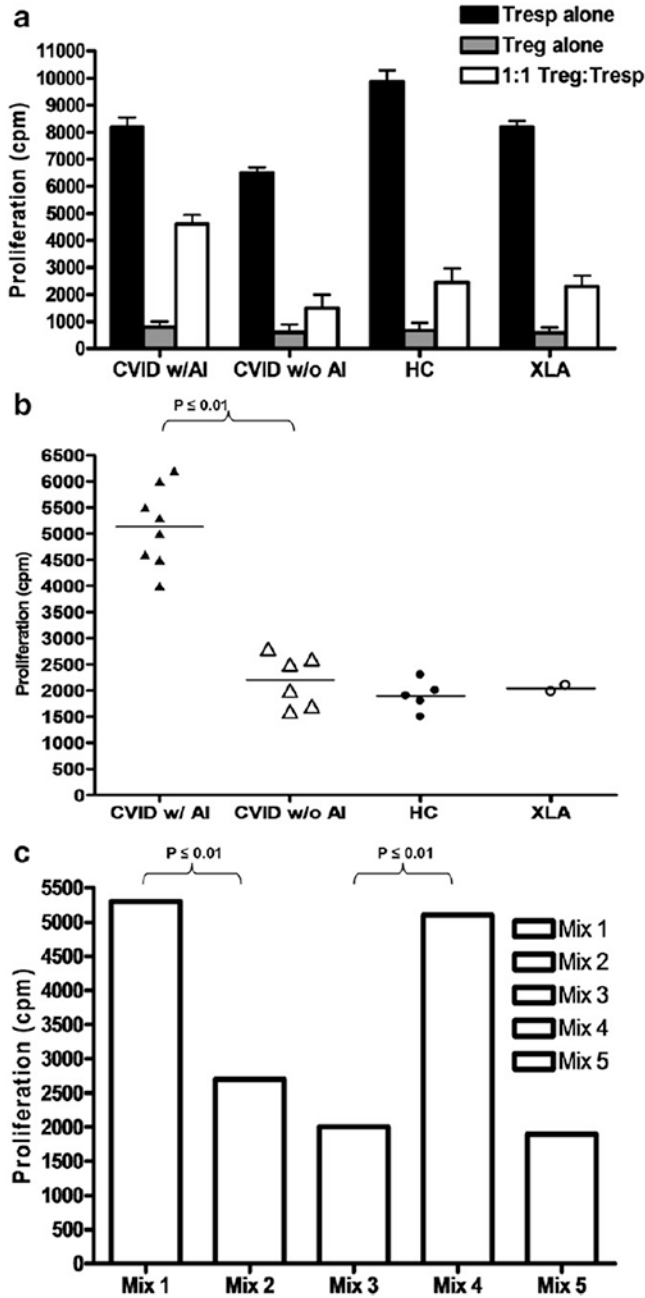 a
Tresp alone
Treg alone
1:1 Treg:Tresp
Proliferation (cpm)
11000
10000
9000
8000
7000
6000
5000
4000
3000
2000
1000
0
CVID w/AI
CVID w/o AI
HC
XLA
b
P ≤ 0.01
Proliferation (cpm)
6500
6000
5500
5000
4500
4000
3500
3000
2500
2000
1500
1000
500
0
CVID w/ AI
CVID w/o AI
HC
XLA
c
P ≤ 0.01
P ≤ 0.01
Proliferation (cpm)
5500
5000
4500
4000
3500
3000
2500
2000
1500
1000
500
0
Mix 1
Mix 2
Mix 3
Mix 4
Mix 5
Mix 1
Mix 2
Mix 3
Mix 4
Mix 5